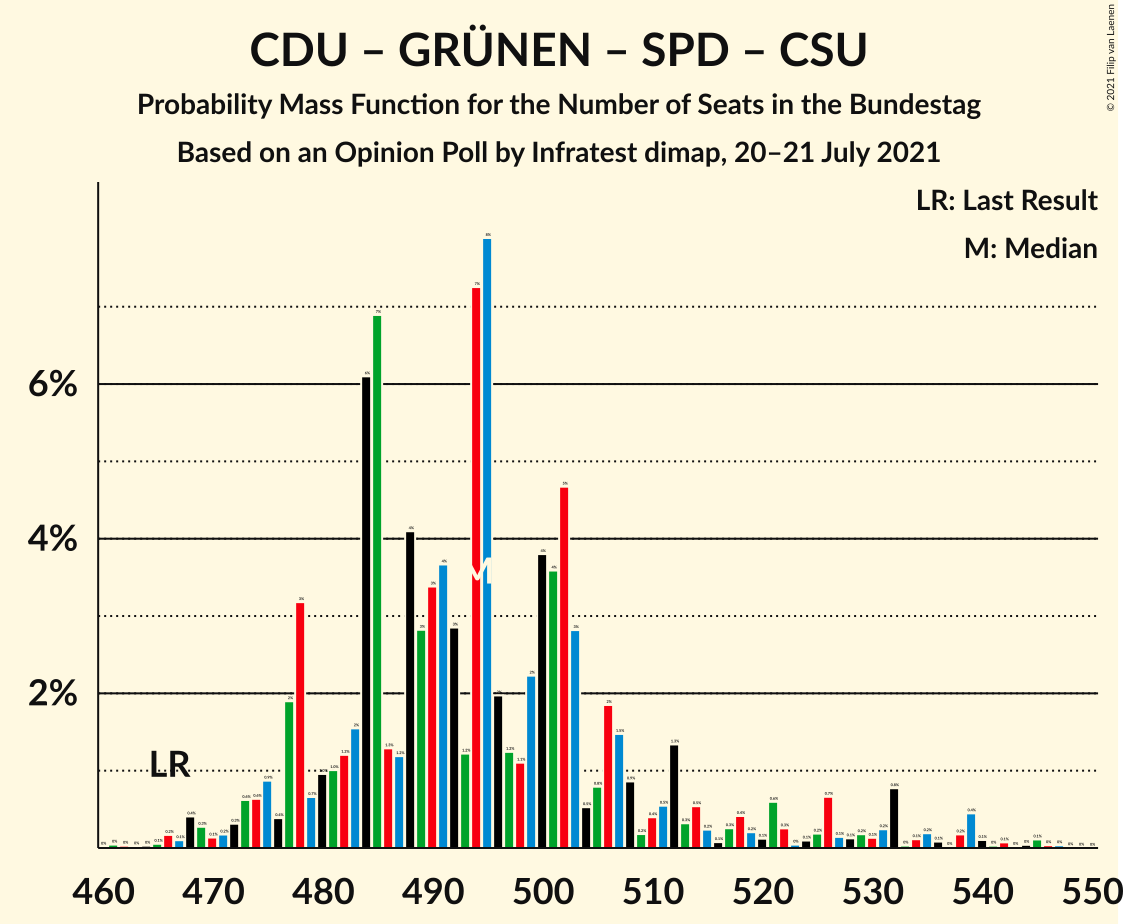 CDU – GRÜNEN – SPD – CSU
Probability Mass Function for the Number of Seats in the Bundestag
Based on an Opinion Poll by Infratest dimap, 20–21 July 2021
© 2021 Filip van Laenen
LR: Last Result
M: Median
6%
4%
2%
LR
M
460 470 480 490 500 510 520 530 540 550